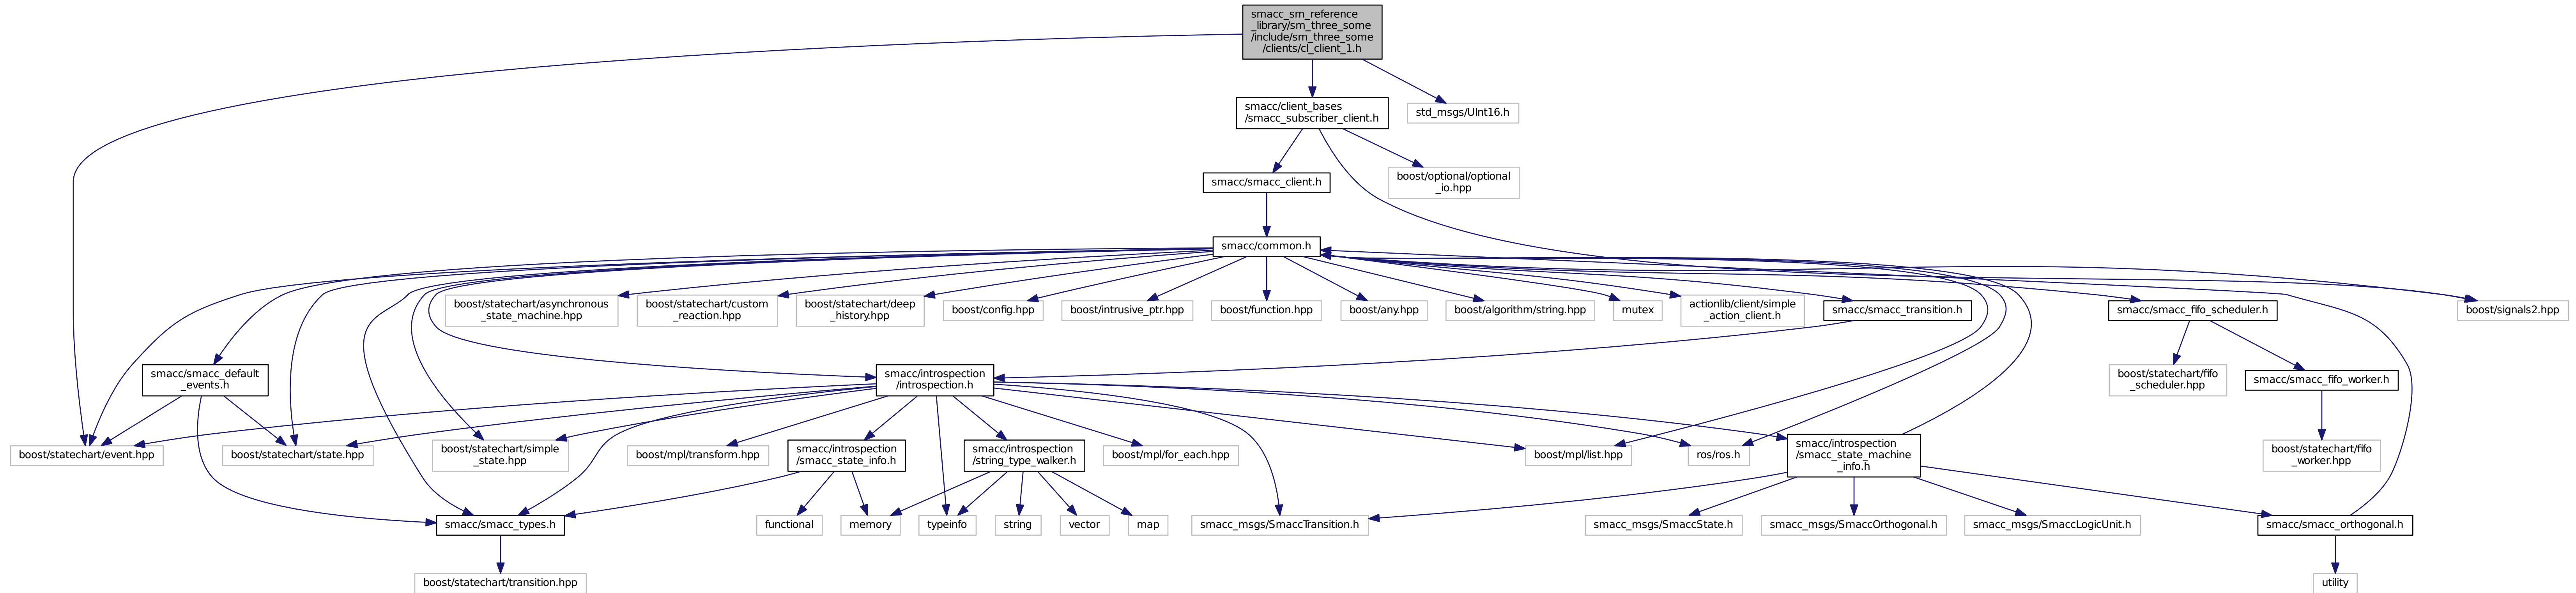 smacc_sm_reference
_library/sm_three_some
/include/sm_three_some
/clients/cl_client_1.h
smacc/client_bases
/smacc_subscriber_client.h
std_msgs/UInt16.h
smacc/smacc_client.h
boost/optional/optional
_io.hpp
smacc/common.h
boost/statechart/asynchronous
_state_machine.hpp
boost/statechart/custom
_reaction.hpp
boost/statechart/deep
_history.hpp
boost/config.hpp
boost/intrusive_ptr.hpp
boost/function.hpp
boost/any.hpp
boost/algorithm/string.hpp
mutex
actionlib/client/simple
_action_client.h
smacc/smacc_transition.h
smacc/smacc_fifo_scheduler.h
boost/signals2.hpp
smacc/smacc_default
_events.h
smacc/introspection
/introspection.h
boost/statechart/fifo
_scheduler.hpp
smacc/smacc_fifo_worker.h
boost/statechart/event.hpp
boost/statechart/state.hpp
boost/statechart/simple
_state.hpp
boost/mpl/transform.hpp
smacc/introspection
/smacc_state_info.h
smacc/introspection
/string_type_walker.h
boost/mpl/for_each.hpp
boost/mpl/list.hpp
ros/ros.h
smacc/introspection
/smacc_state_machine
_info.h
boost/statechart/fifo
_worker.hpp
smacc/smacc_types.h
functional
memory
typeinfo
string
vector
map
smacc_msgs/SmaccTransition.h
smacc_msgs/SmaccState.h
smacc_msgs/SmaccOrthogonal.h
smacc_msgs/SmaccLogicUnit.h
smacc/smacc_orthogonal.h
boost/statechart/transition.hpp
utility